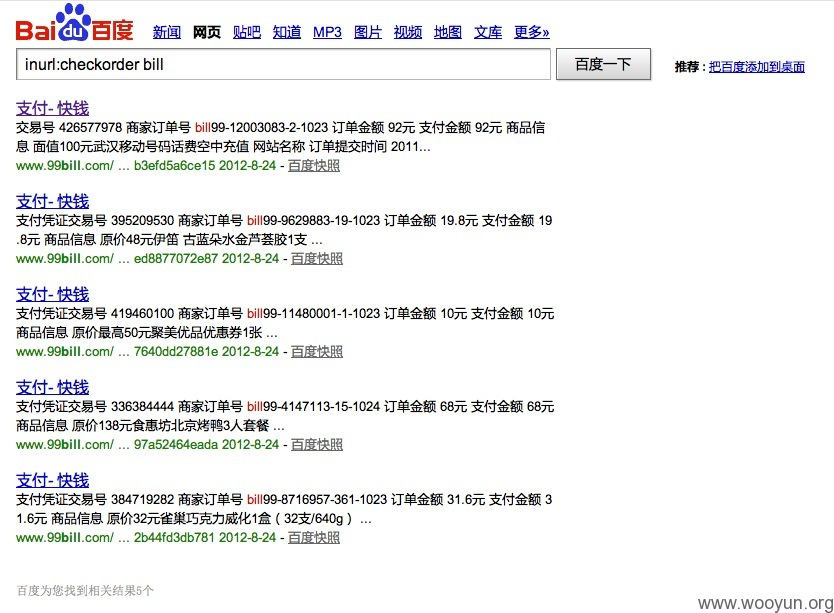 Bai du 百度 新闻 网页 贴吧 知道 MP3 图片 视频 地图 文库 更多»
inurl:checkorder bill 百度一下 推荐 : 把百度添加到桌面
支付- 快钱
交易号 426577978 商家订单号 bill99-12003083-2-1023 订单金额 92元 支付金额 92元 商品信
息 面值100元武汉移动号码话费空中充值 网站名称 订单提交时间 2011...
www.99bill.com/ ... b3efd5a6ce15 2012-8-24 - 百度快照
支付- 快钱
支付凭证交易号 395209530 商家订单号 bill99-9629883-19-1023 订单金额 19.8元 支付金额 19
.8元 商品信息 原价48元伊笛 古蓝朵水金芦荟胶1支 ...
www.99bill.com/ ... ed8877072e87 2012-8-24 - 百度快照
支付- 快钱
支付凭证交易号 419460100 商家订单号 bill99-11480001-1-1023 订单金额 10元 支付金额 10元
商品信息 原价最高50元聚美优品优惠券1张 ...
www.99bill.com/ ... 7640dd27881e 2012-8-24 - 百度快照
支付- 快钱
支付凭证交易号 336384444 商家订单号 bill99-4147113-15-1024 订单金额 68元 支付金额 68元
商品信息 原价138元食惠坊北京烤鸭3人套餐 ...
www.99bill.com/ ... 97a52464eada 2012-8-24 - 百度快照
支付- 快钱
支付凭证交易号 384719282 商家订单号 bill99-8716957-361-1023 订单金额 31.6元 支付金额 3
1.6元 商品信息 原价32元雀巢巧克力威化1盒（32支/640g） ...
www.99bill.com/ ... 2b44fd3db781 2012-8-24 - 百度快照
百度为您找到相关结果5个
www.wooyun.org